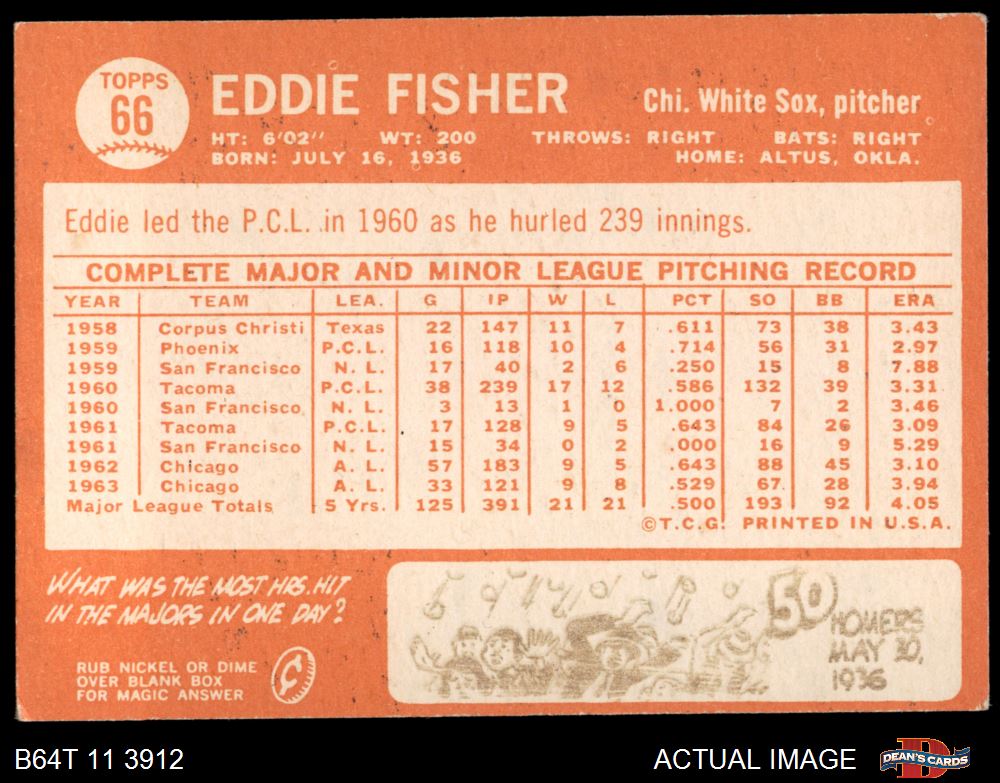 TOPPS
66
EDDIE FISHER
Chi. White Sox, pitcher
HT: 6'02" WT: 200 THROWS: RIGHT BATS: RIGHT
BORN: JULY 16, 1936 HOME: ALTUS, OKLA.
Eddie led the P.C.L. in 1960 as he hurled 239 innings.
COMPLETE MAJOR AND MINOR LEAGUE PITCHING RECORD
YEAR TEAM LEA. G IP W L PCT SO BB ERA
1958 Corpus Christi Texas 22 147 11 7 .611 73 38 3.43
1959 Phoenix P.C.L. 16 118 10 4 .714 56 31 2.97
1959 San Francisco N. L. 17 40 2 6 .250 15 8 7.88
1960 Tacoma P.C.L. 38 239 17 12 .586 132 39 3.31
1960 San Francisco N. L. 3 13 1 0 1.000 7 2 3.46
1961 Tacoma P.C.L. 17 128 9 5 .643 84 26 3.09
1961 San Francisco N. L. 15 34 0 2 .000 16 9 5.29
1962 Chicago A. L. 57 183 9 5 .643 88 45 3.10
1963 Chicago A. L. 33 121 9 8 .529 67 28 3.94
Major League Totals 5 Yrs. 125 391 21 21 .500 193 92 4.05
©T.C.G. PRINTED IN U.S.A.
WHAT WAS THE MOST HRS. HIT
IN THE MAJORS IN ONE DAY?
RUB NICKEL OR DIME
OVER BLANK BOX
FOR MAGIC ANSWER
¢
50
HOMERS
MAY 30,
1936
B64T 11 3912 ACTUAL IMAGE
D
DEAN'S CARDS